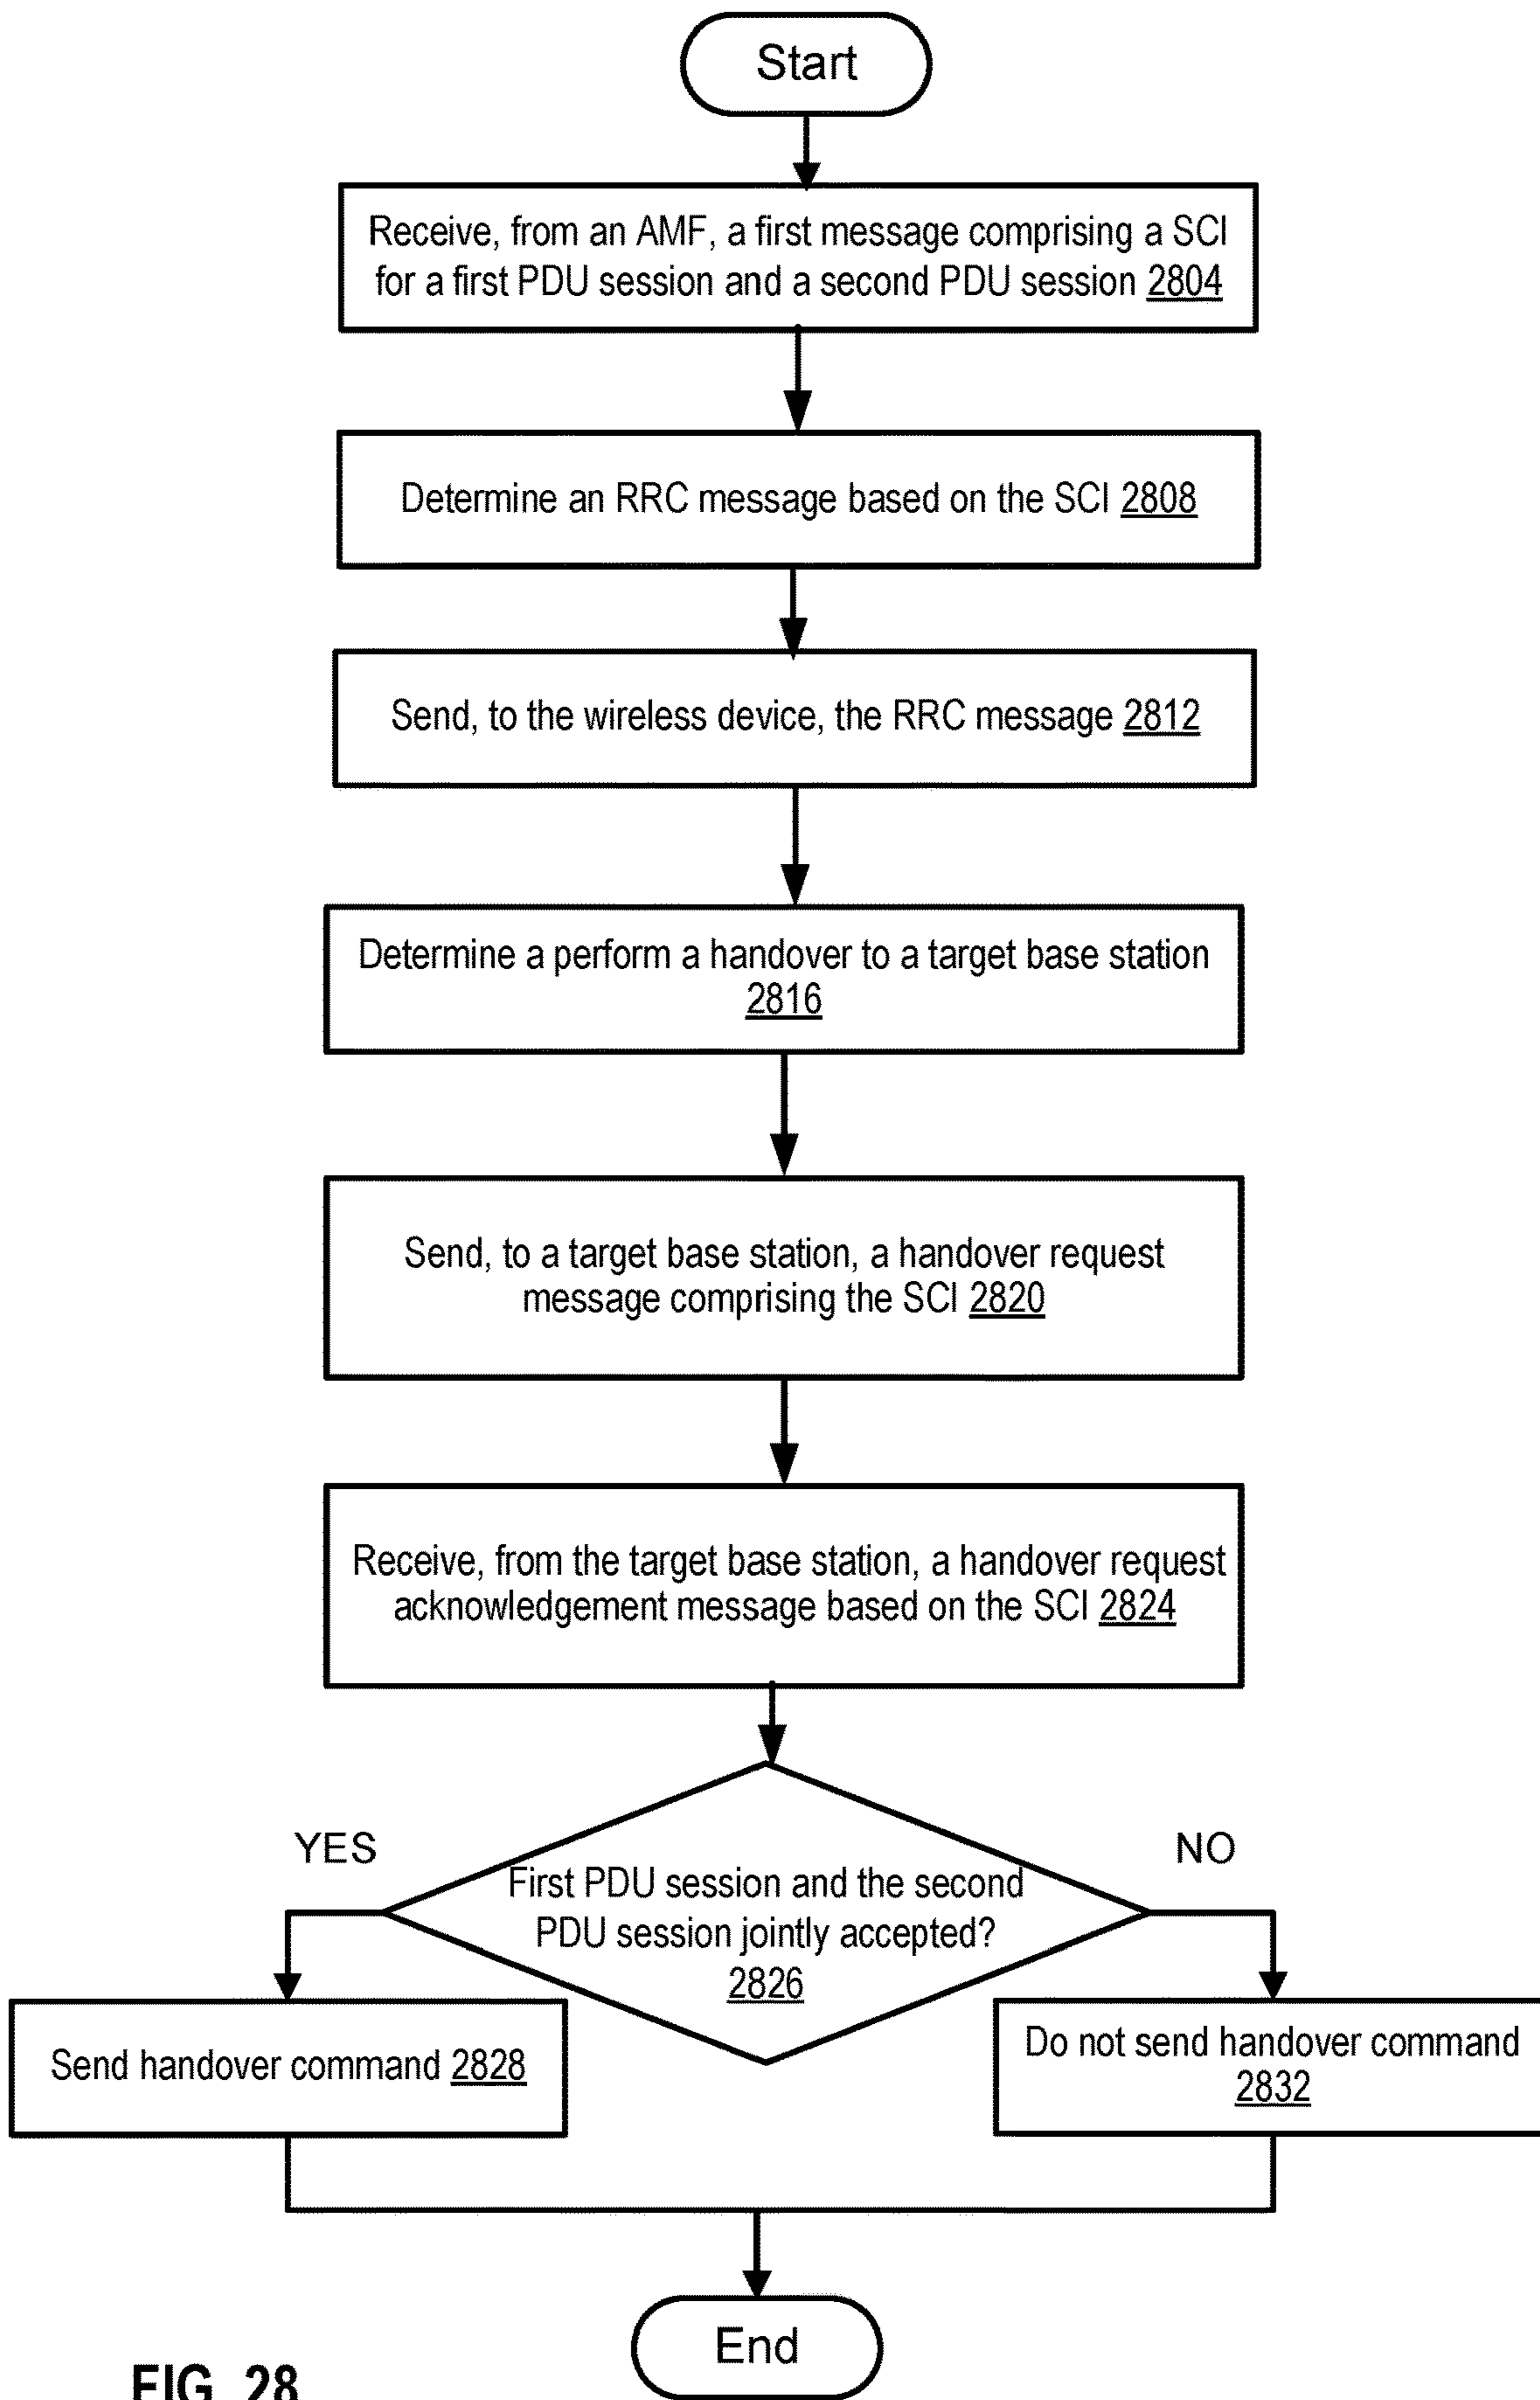 Start
Receive, from an AMF, a first message comprising a SCI
for a first PDU session and a second PDU session 2804
Determine an RRC message based on the SCI 2808
Send, to the wireless device, the RRC message 2812
Determine a perform a handover to a target base station
2816
Send, to a target base station, a handover request
message comprising the SCI 2820
Receive, from the target base station, a handover request
acknowledgement message based on the SCI 2824
YES
NO
First PDU session and the second
PDU session jointly accepted?
2826
Send handover command 2828
Do not send handover command
2832
End
FIG. 28